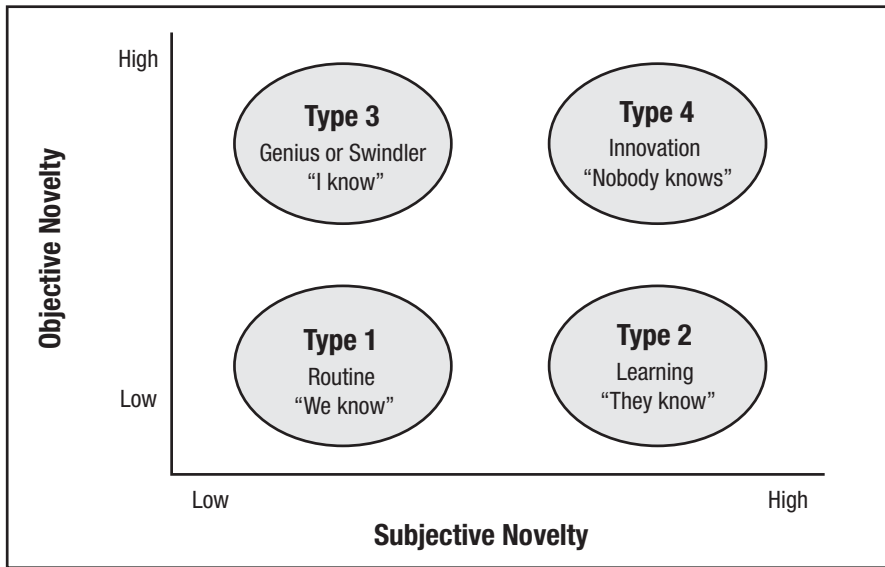 High
Type 3
Genius or Swindler
“I know”
Type 4
Innovation
“Nobody knows”
Objective Novelty
Type 1
Routine
“We know”
Type 2
Learning
“They know”
Low
Low
High
Subjective Novelty